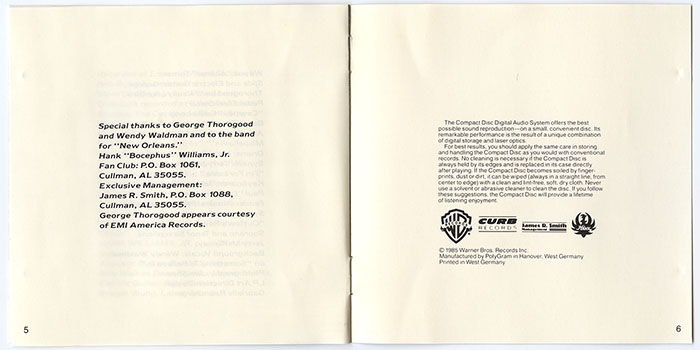 Special thanks to George Thorogood
and Wendy Waldman and to the band
for "New Orleans."
Hank "Bocephus" Williams, Jr.
Fan Club: P.O. Box 1061,
Cullman, AL 35055.
Exclusive Management:
James R. Smith, P.O. Box 1088,
Cullman, AL 35055.
George Thorogood appears courtesy
of EMI America Records.
5
The Compact Disc Digital Audio System offers the best
possible sound reproduction—on a small, convenient disc. Its
remarkable performance is the result of a unique combination
of digital storage and laser optics.
For best results, you should apply the same care in storing
and handling the Compact Disc as you would with conventional
records. No cleaning is necessary if the Compact Disc is
always held by its edges and is replaced in its case directly
after playing. If the Compact Disc becomes soiled by finger-
prints, dust or dirt, it can be wiped (always in a straight line, from
center to edge) with a clean and lint-free, soft, dry cloth. Never
use a solvent or abrasive cleaner to clean the disc. If you follow
these suggestions, the Compact Disc will provide a lifetime
of listening enjoyment.
CURB
RECORDS
James R. Smith
Management
© 1985 Warner Bros. Records Inc.
Manufactured by PolyGram in Hanover, West Germany
Printed in West Germany
6